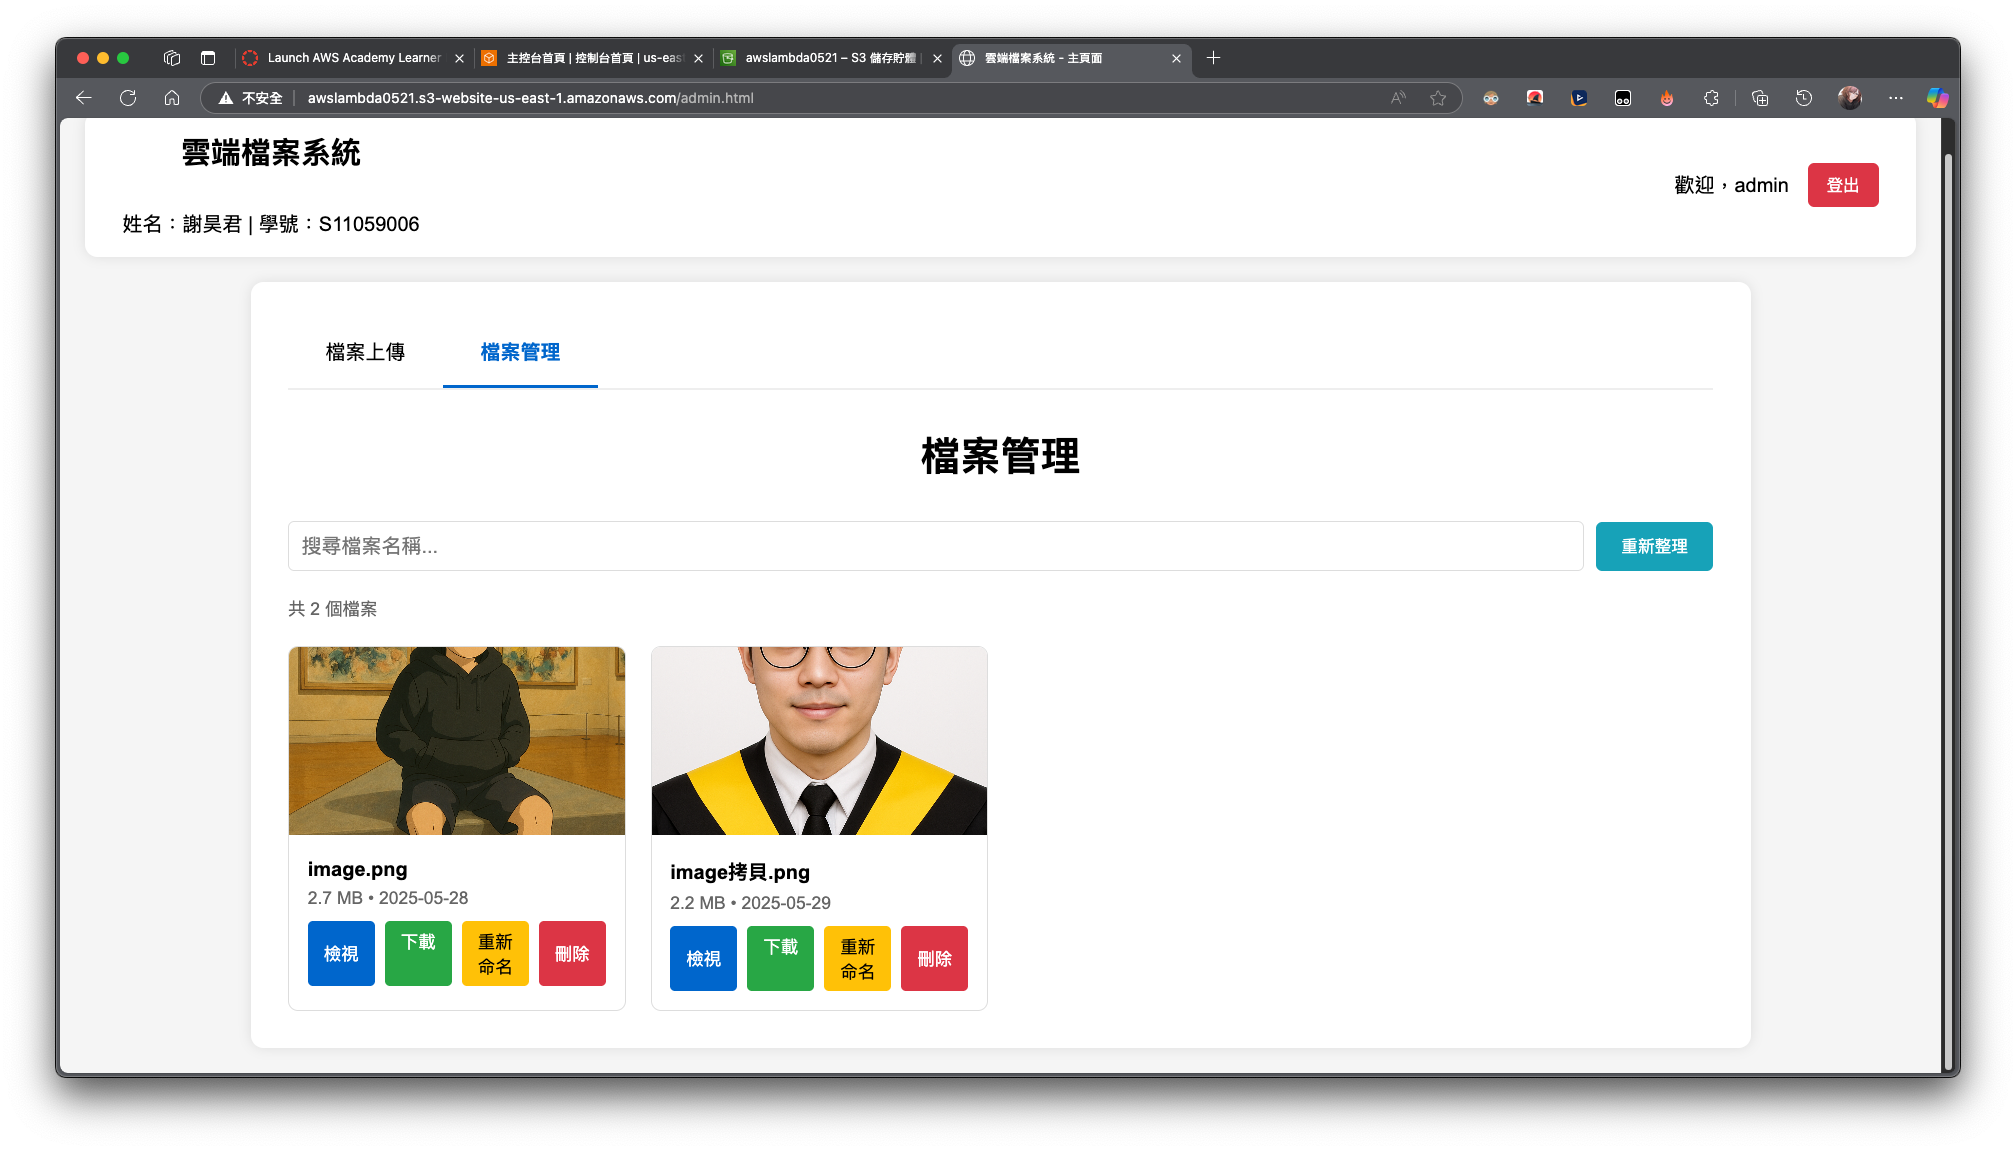 Launch AWS Academy Learner
主控台首頁 | 控制台首頁 | us-eas
awslambda0521 – S3 儲存貯體
雲端檔案系統 - 主頁面
不安全
awslambda0521.s3-website-us-east-1.amazonaws.com/admin.html
雲端檔案系統
歡迎，admin
登出
姓名：謝昊君 | 學號：S11059006
檔案上傳
檔案管理
檔案管理
搜尋檔案名稱...
重新整理
共 2 個檔案
image.png
2.7 MB • 2025-05-28
檢視
下載
重新
命名
刪除
image拷貝.png
2.2 MB • 2025-05-29
檢視
下載
重新
命名
刪除